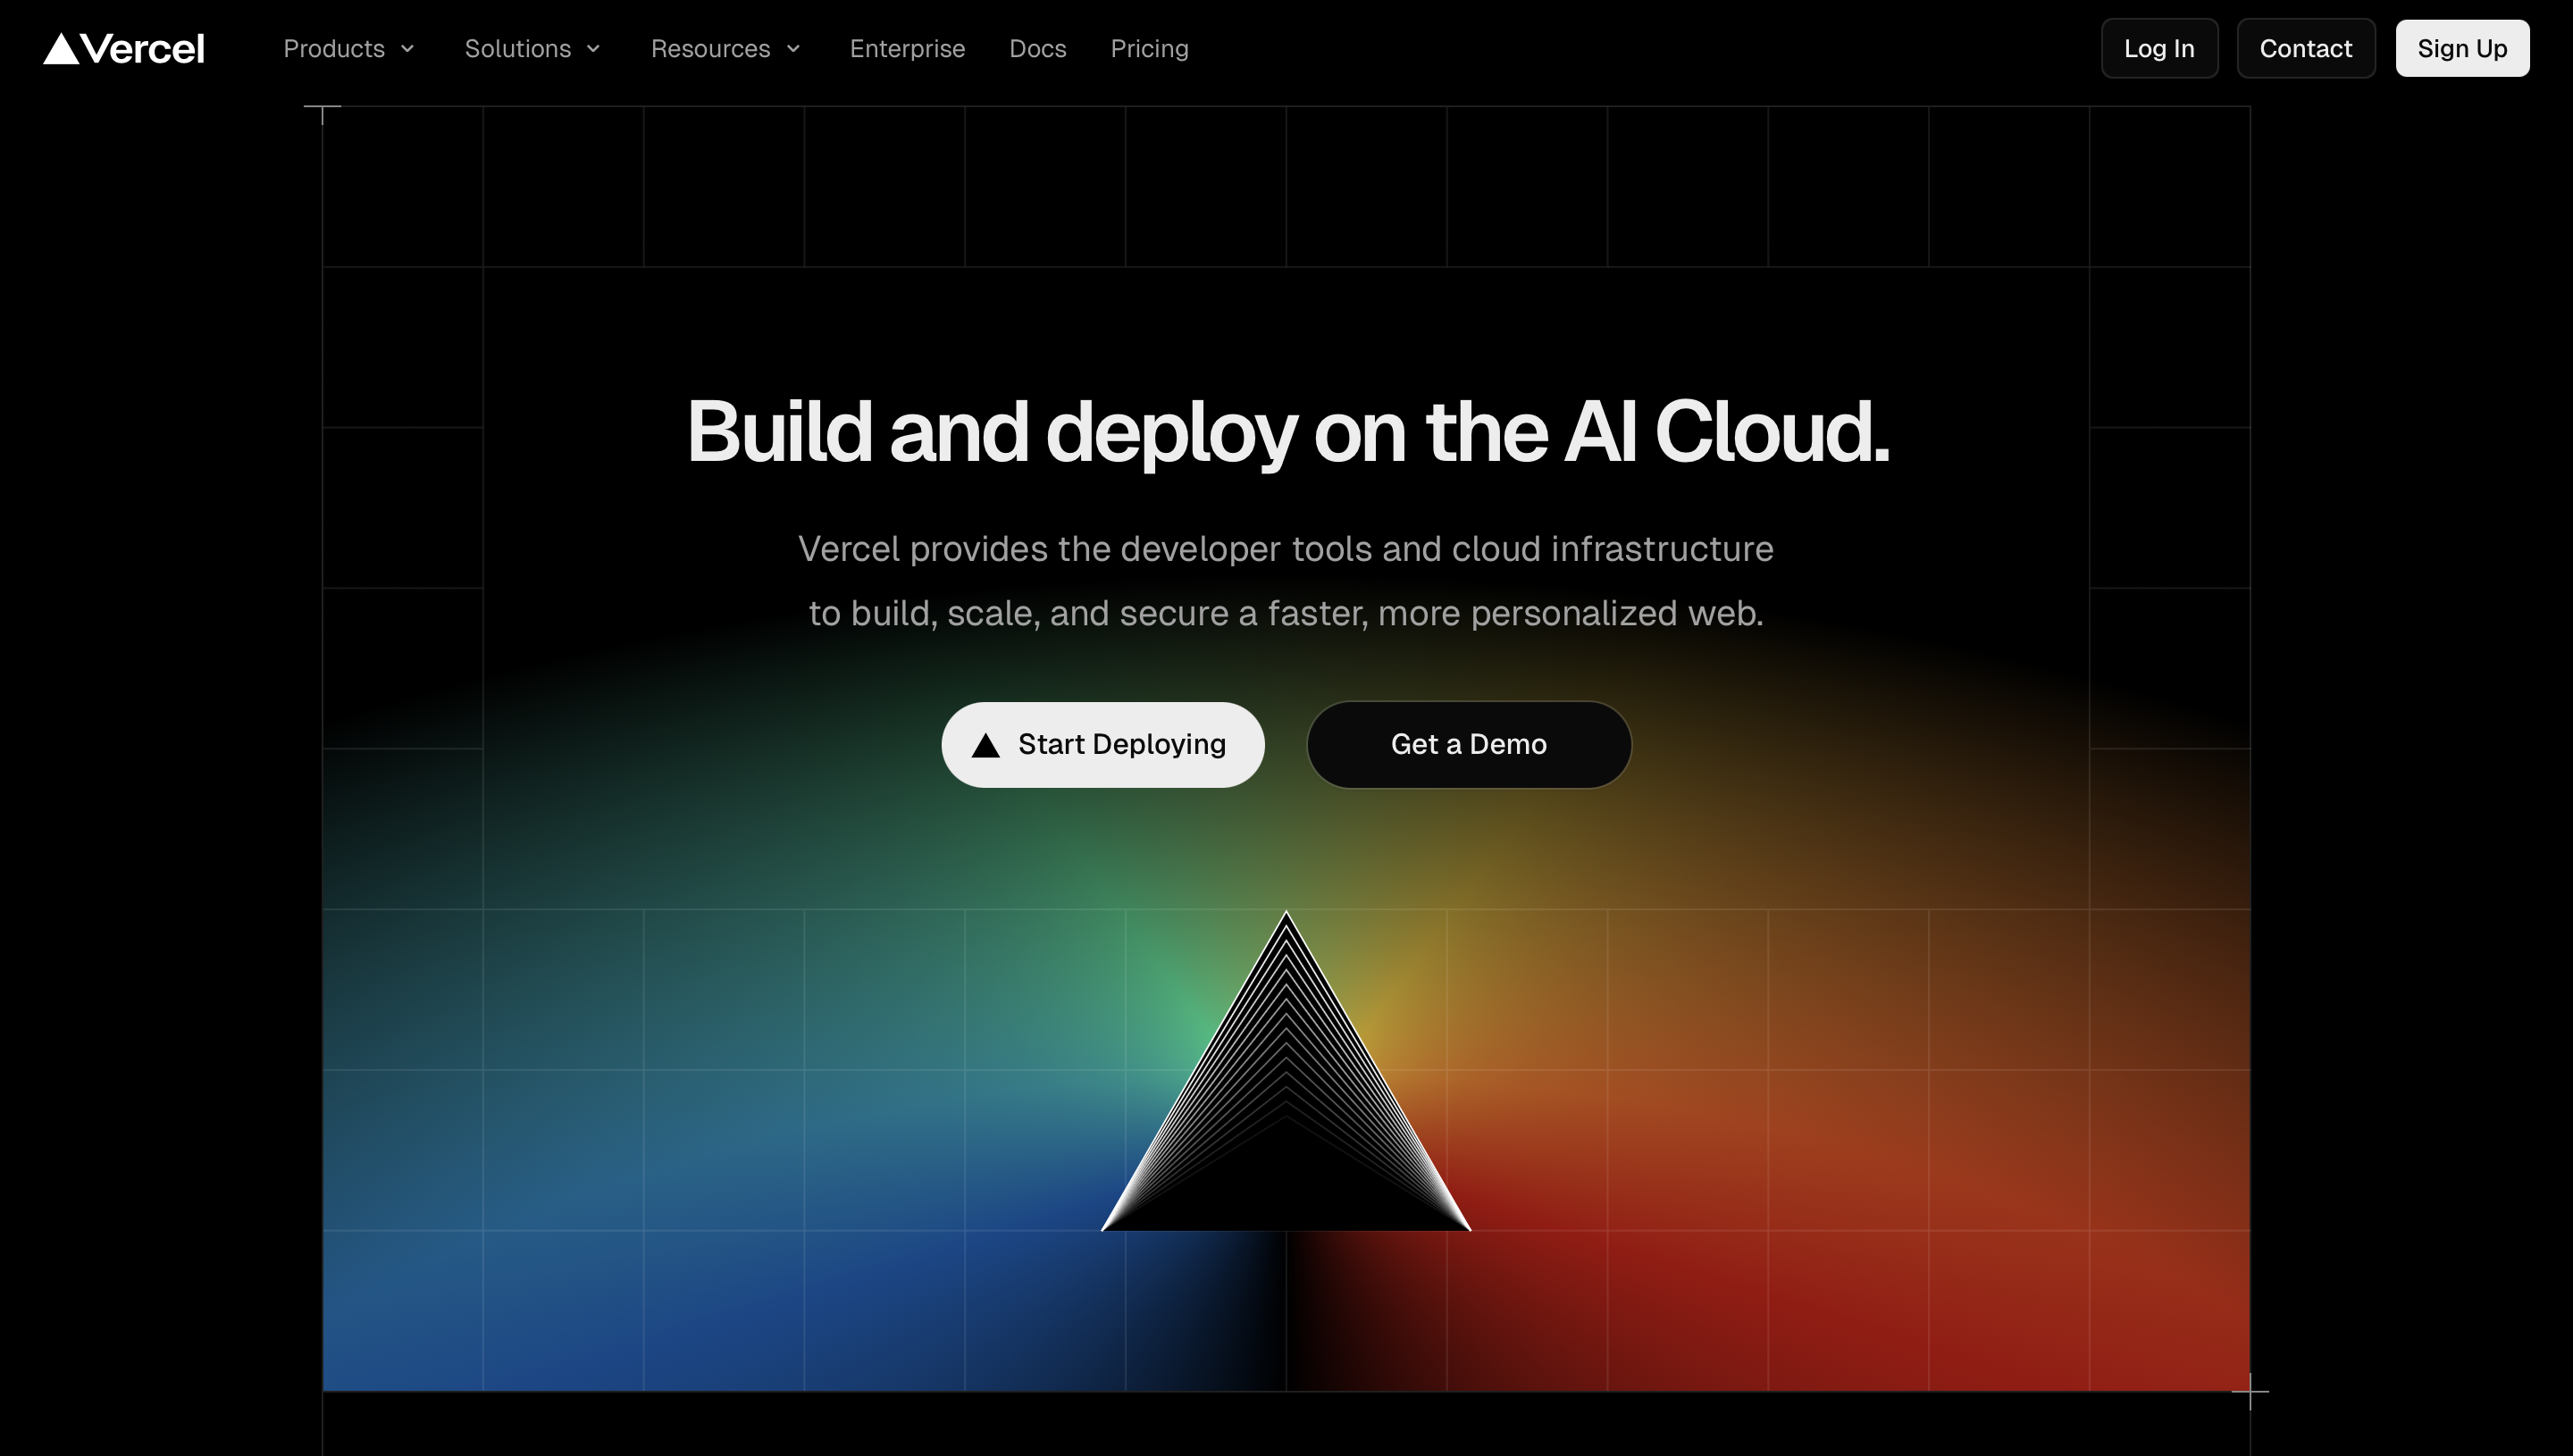 Vercel
Products
Solutions
Resources
Enterprise
Docs
Pricing
Log In
Contact
Sign Up
Build and deploy on the AI Cloud.
Vercel provides the developer tools and cloud infrastructure
to build, scale, and secure a faster, more personalized web.
Start Deploying
Get a Demo